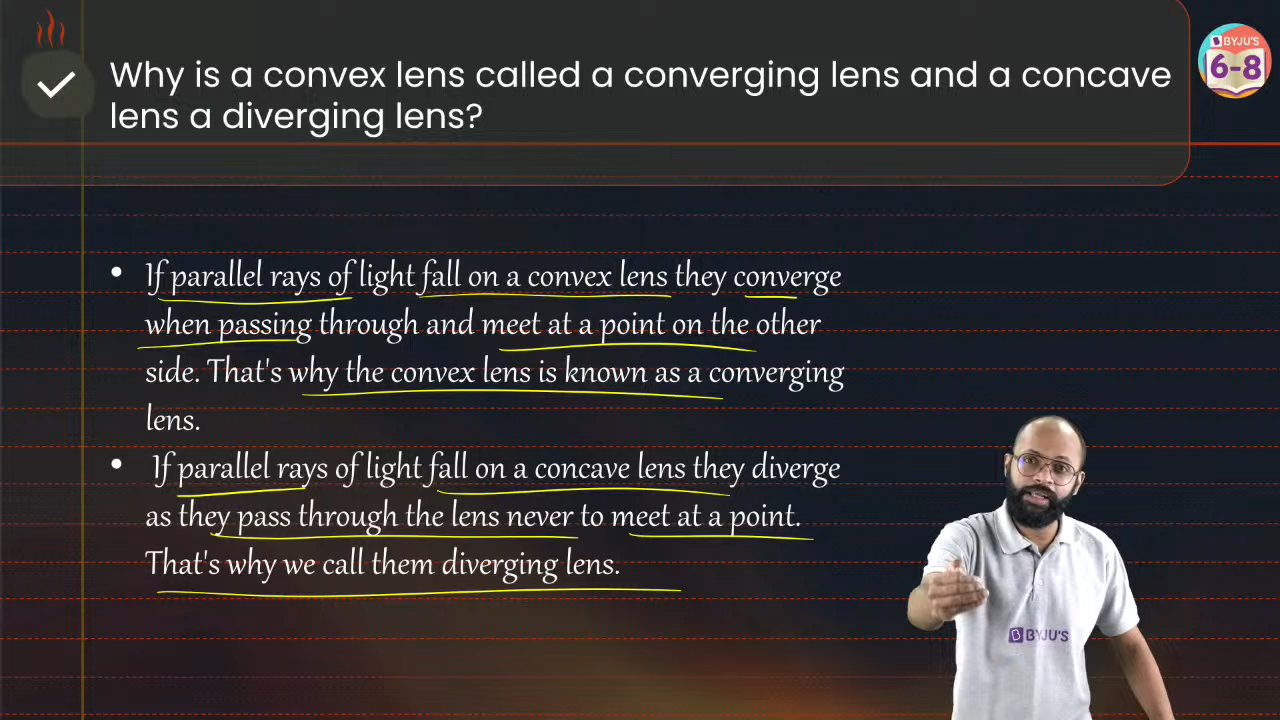 Why is a convex lens called a converging lens and a concave
lens a diverging lens?
BYJU'S
6-8
• If parallel rays of light fall on a convex lens they converge
when passing through and meet at a point on the other
side. That's why the convex lens is known as a converging
lens.
• If parallel rays of light fall on a concave lens they diverge
as they pass through the lens never to meet at a point.
That's why we call them diverging lens.
BYJU'S